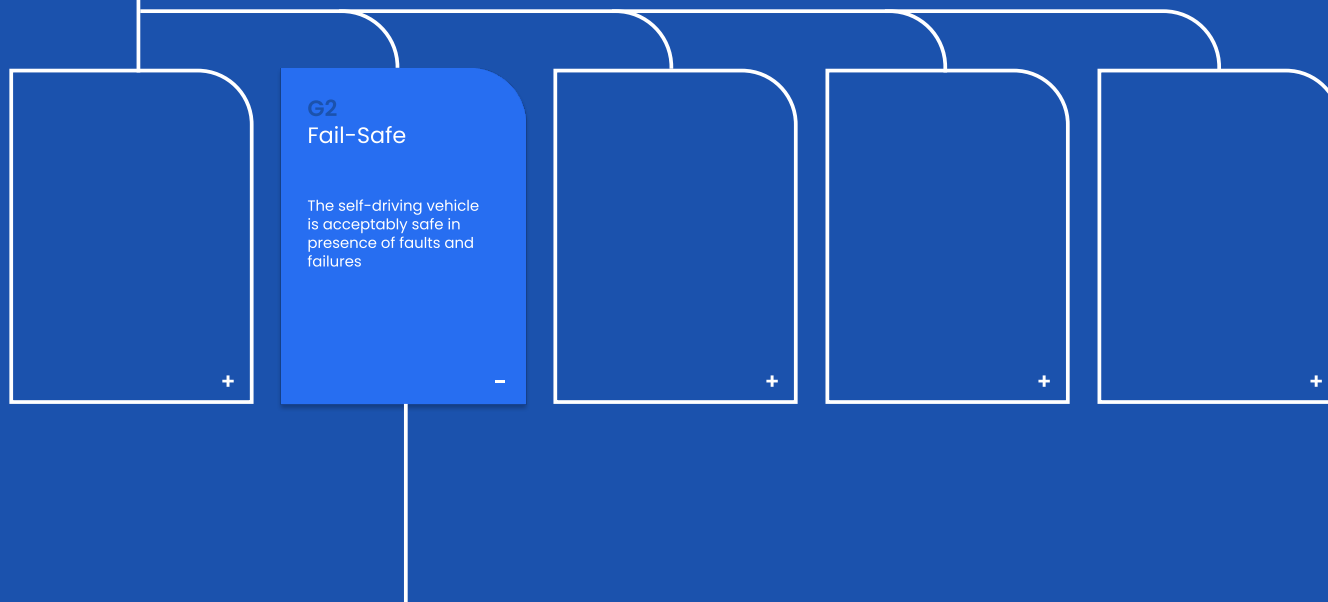 G2
Fail-Safe
The self-driving vehicle
is acceptably safe in
presence of faults and
failures